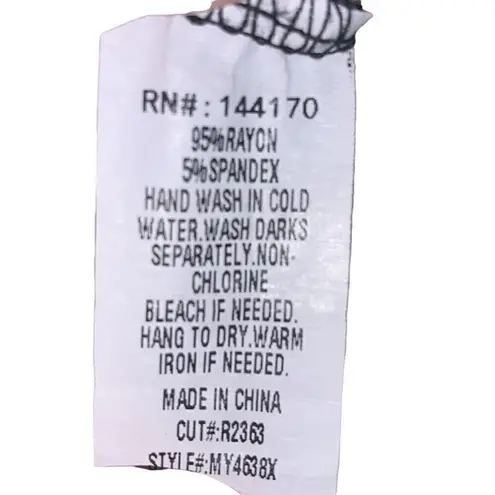 RN#: 144170
95%RAYON
5%SPANDEX
HAND WASH IN COLD
WATER.WASH DARKS
SEPARATELY.NON-
CHLORINE
BLEACH IF NEEDED.
HANG TO DRY.WARM
IRON IF NEEDED.
MADE IN CHINA
CUT#:R2363
STYLE#:MY4638X